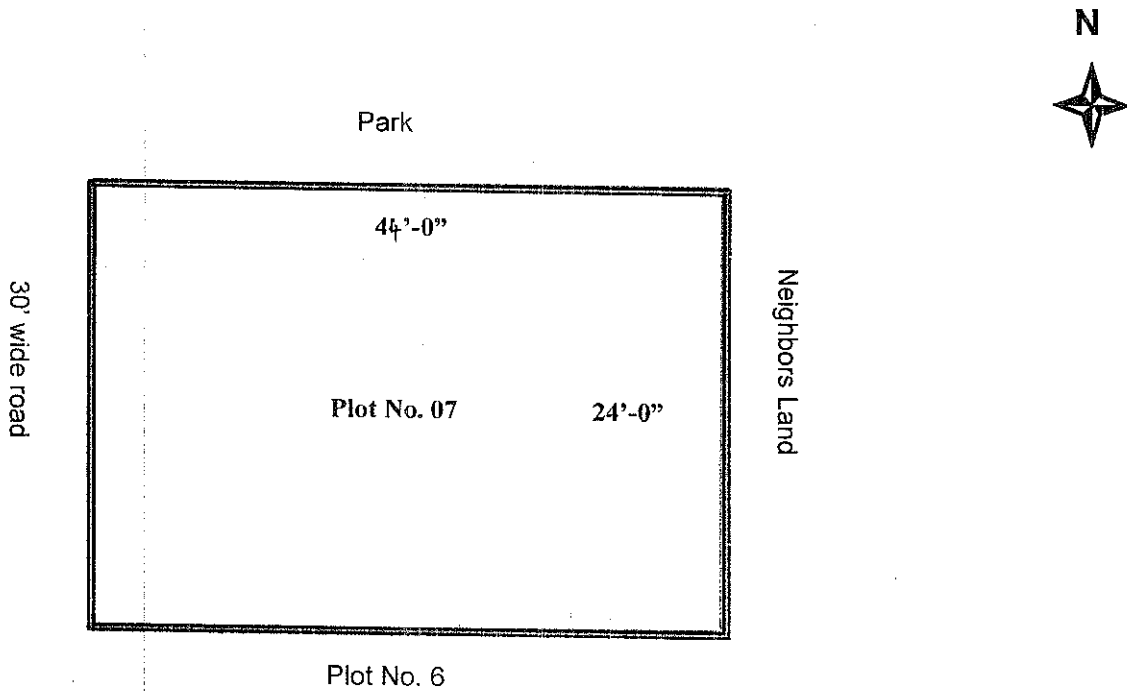 N
Park
44'-0”
30' wide road
Neighbors Land
Plot No. 07
24'-0”
Plot No. 6